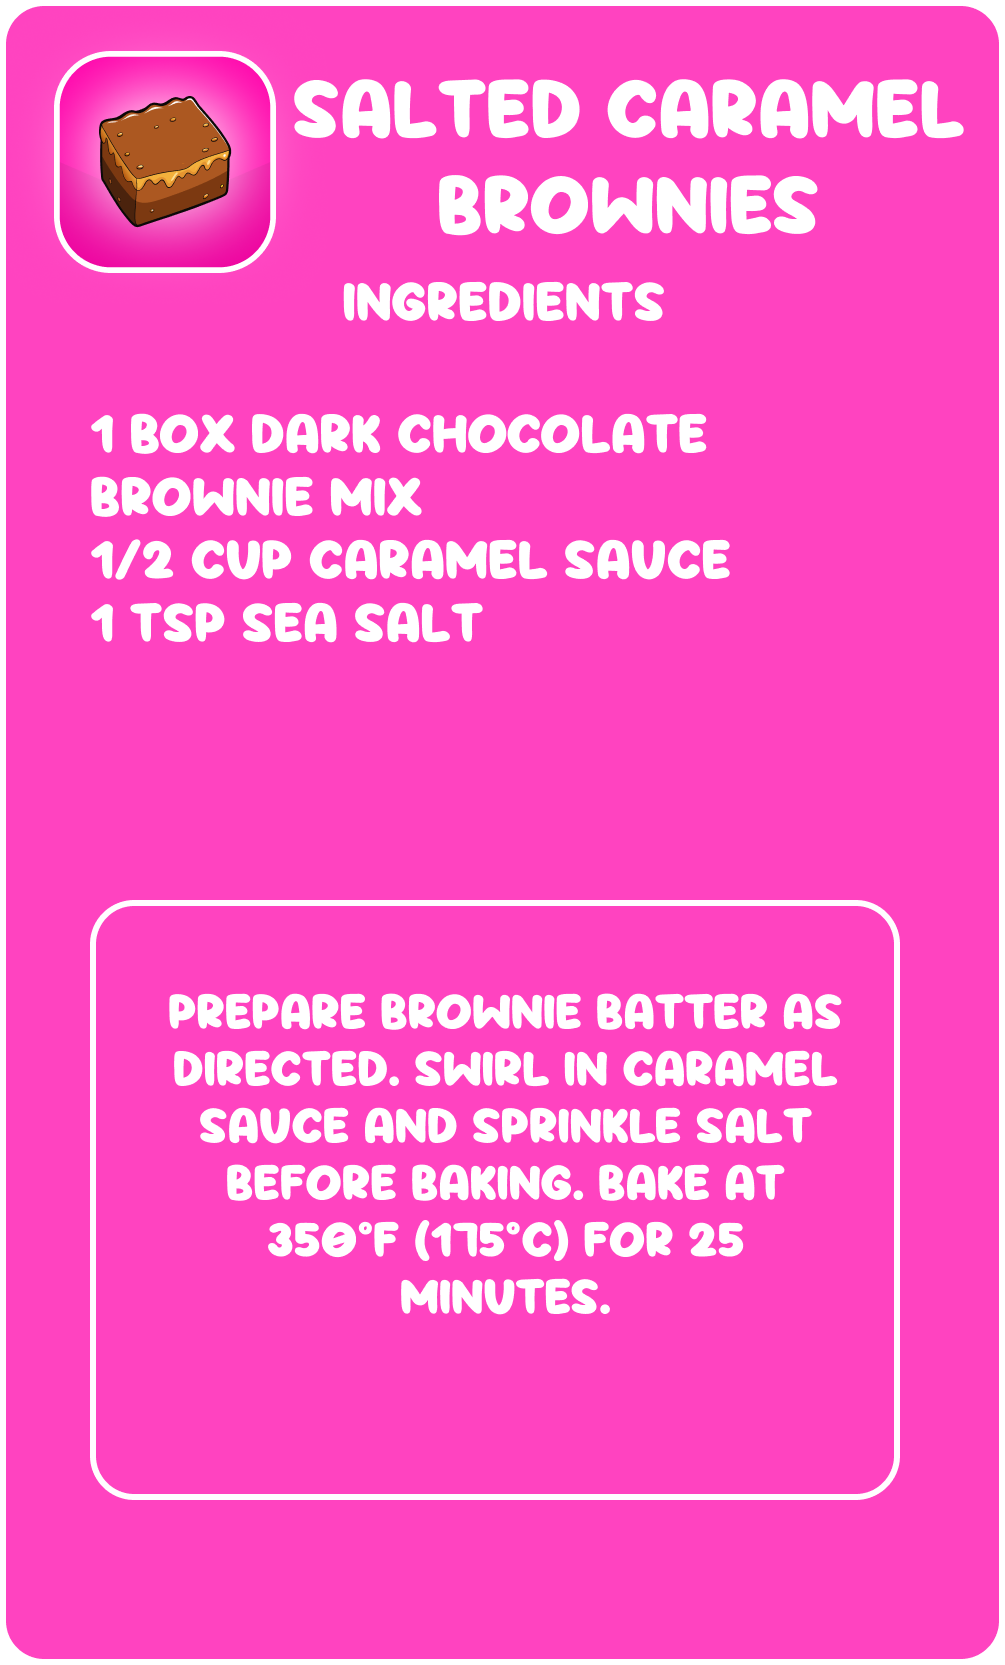 SALTED CARAMEL
BROWNIES
INGREDIENTS
1 BOX DARK CHOCOLATE
BROWNIE MIX
1/2 CUP CARAMEL SAUCE
1 TSP SEA SALT
PREPARE BROWNIE BATTER AS
DIRECTED. SWIRL IN CARAMEL
SAUCE AND SPRINKLE SALT
BEFORE BAKING. BAKE AT
350°F (175°C) FOR 25
MINUTES.